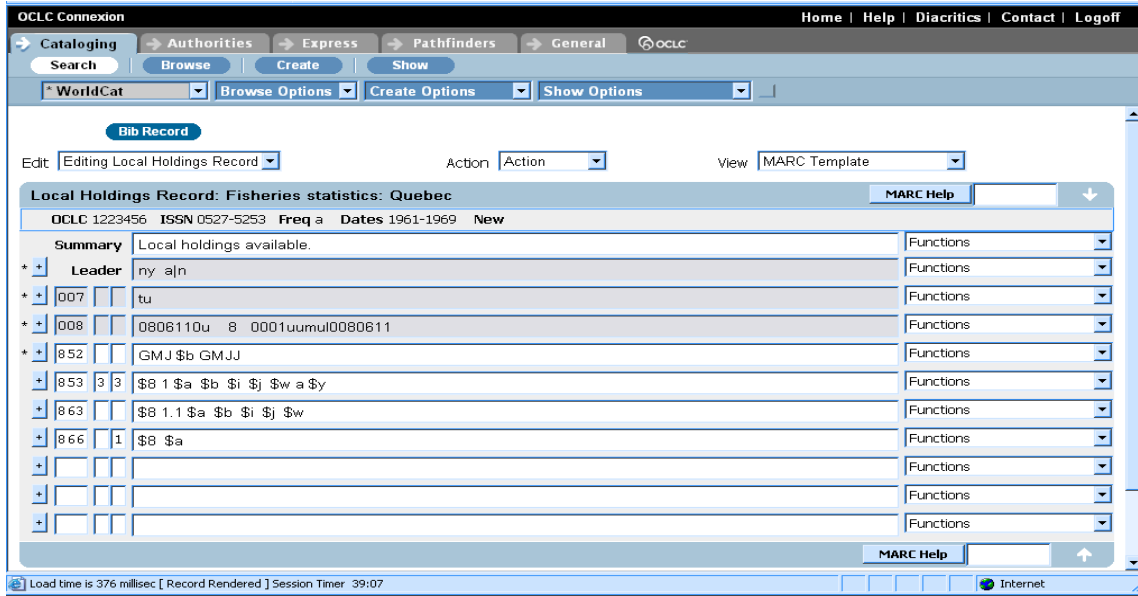 OCLC Connexion Home | Help | Diacritics | Contact | Logoff
Cataloging Authorities Express Pathfinders General OCLC
Search Browse Create Show
* WorldCat Browse Options Create Options Show Options
Bib Record
Edit Editing Local Holdings Record Action Action View MARC Template
Local Holdings Record: Fisheries statistics: Quebec MARC Help
OCLC 1223456 ISSN 0527-5253 Freq a Dates 1961-1969 New
Summary Local holdings available. Functions
* + Leader ny a|n Functions
* + 007 tu Functions
* + 008 0806110u 8 0001uumul0080611 Functions
* + 852 GMJ $b GMJJ Functions
+ 853 3 3 $8 1 $a $b $i $j $w a $y Functions
+ 863 $8 1.1 $a $b $i $j $w Functions
+ 866 1 $8 $a Functions
+ Functions
+ Functions
+ Functions
MARC Help
Load time is 376 millisec [ Record Rendered ] Session Timer 39:07 Internet